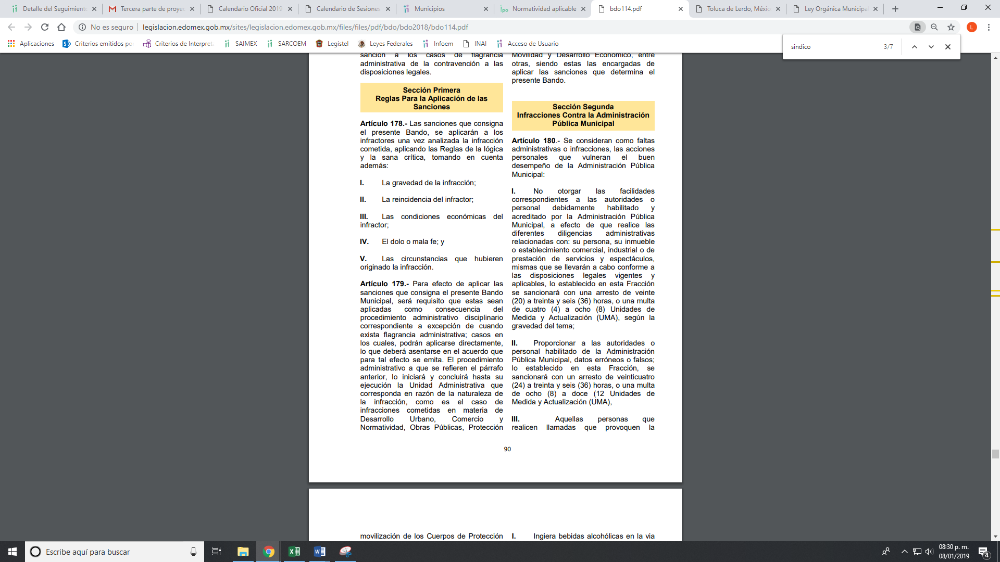 Detalle del Seguimient
Tercera parte de proyec
Calendario Oficial 2019
Calendario de Sesiones
Municipios
Normatividad aplicable
bdo114.pdf
Toluca de Lerdo, Méxic
Ley Orgánica Municipal
No es seguro
legislacion.edomex.gob.mx/sites/legislacion.edomex.gob.mx/files/files/pdf/bdo/bdo2018/bdo114.pdf
L
Aplicaciones
Criterios emitidos po
Criterios de Interpret
SAIMEX
SARCOEM
Legistel
Leyes Federales
Infoem
INAI
Acceso de Usuario
sindico
3/7
sanción a los casos de flagrancia
administrativa de la contravención a las
disposiciones legales.
Sección Primera
Reglas Para la Aplicación de las
Sanciones
Artículo 178.- Las sanciones que consigna
el presente Bando, se aplicarán a los
infractores una vez analizada la infracción
cometida, aplicando las Reglas de la lógica
y la sana crítica, tomando en cuenta
además:
I. La gravedad de la infracción;
II. La reincidencia del infractor;
III. Las condiciones económicas del
infractor;
IV. El dolo o mala fe; y
V. Las circunstancias que hubieren
originado la infracción.
Artículo 179.- Para efecto de aplicar las
sanciones que consigna el presente Bando
Municipal, será requisito que estas sean
aplicadas como consecuencia del
procedimiento administrativo disciplinario
correspondiente a excepción de cuando
exista flagrancia administrativa; casos en
los cuales, podrán aplicarse directamente,
lo que deberá asentarse en el acuerdo que
para tal efecto se emita. El procedimiento
administrativo a que se refieren el párrafo
anterior, lo iniciará y concluirá hasta su
ejecución la Unidad Administrativa que
corresponda en razón de la naturaleza de
la infracción, como es el caso de
infracciones cometidas en materia de
Desarrollo Urbano, Comercio y
Normatividad, Obras Públicas, Protección
Movilidad y Desarrollo Económico, entre
otras, siendo estas las encargadas de
aplicar las sanciones que determina el
presente Bando.
Sección Segunda
Infracciones Contra la Administración
Pública Municipal
Artículo 180.- Se consideran como faltas
administrativas o infracciones, las acciones
personales que vulneran el buen
desempeño de la Administración Pública
Municipal:
I. No otorgar las facilidades
correspondientes a las autoridades o
personal debidamente habilitado y
acreditado por la Administración Pública
Municipal, a efecto de que realice las
diferentes diligencias administrativas
relacionadas con: su persona, su inmueble
o establecimiento comercial, industrial o de
prestación de servicios y espectáculos,
mismas que se llevarán a cabo conforme a
las disposiciones legales vigentes y
aplicables, lo establecido en esta Fracción
se sancionará con una arresto de veinte
(20) a treinta y seis (36) horas, o una multa
de cuatro (4) a ocho (8) Unidades de
Medida y Actualización (UMA), según la
gravedad del tema;
II. Proporcionar a las autoridades o
personal habilitado de la Administración
Pública Municipal, datos erróneos o falsos;
lo establecido en esta Fracción, se
sancionará con un arresto de veinticuatro
(24) a treinta y seis (36) horas, o una multa
de ocho (8) a doce (12 Unidades de
Medida y Actualización (UMA),
III. Aquellas personas que
realicen llamadas que provoquen la
90
movilización de los Cuerpos de Protección
I. Ingiera bebidas alcohólicas en la via
Escribe aquí para buscar
08:30 p. m.
08/01/2019
4